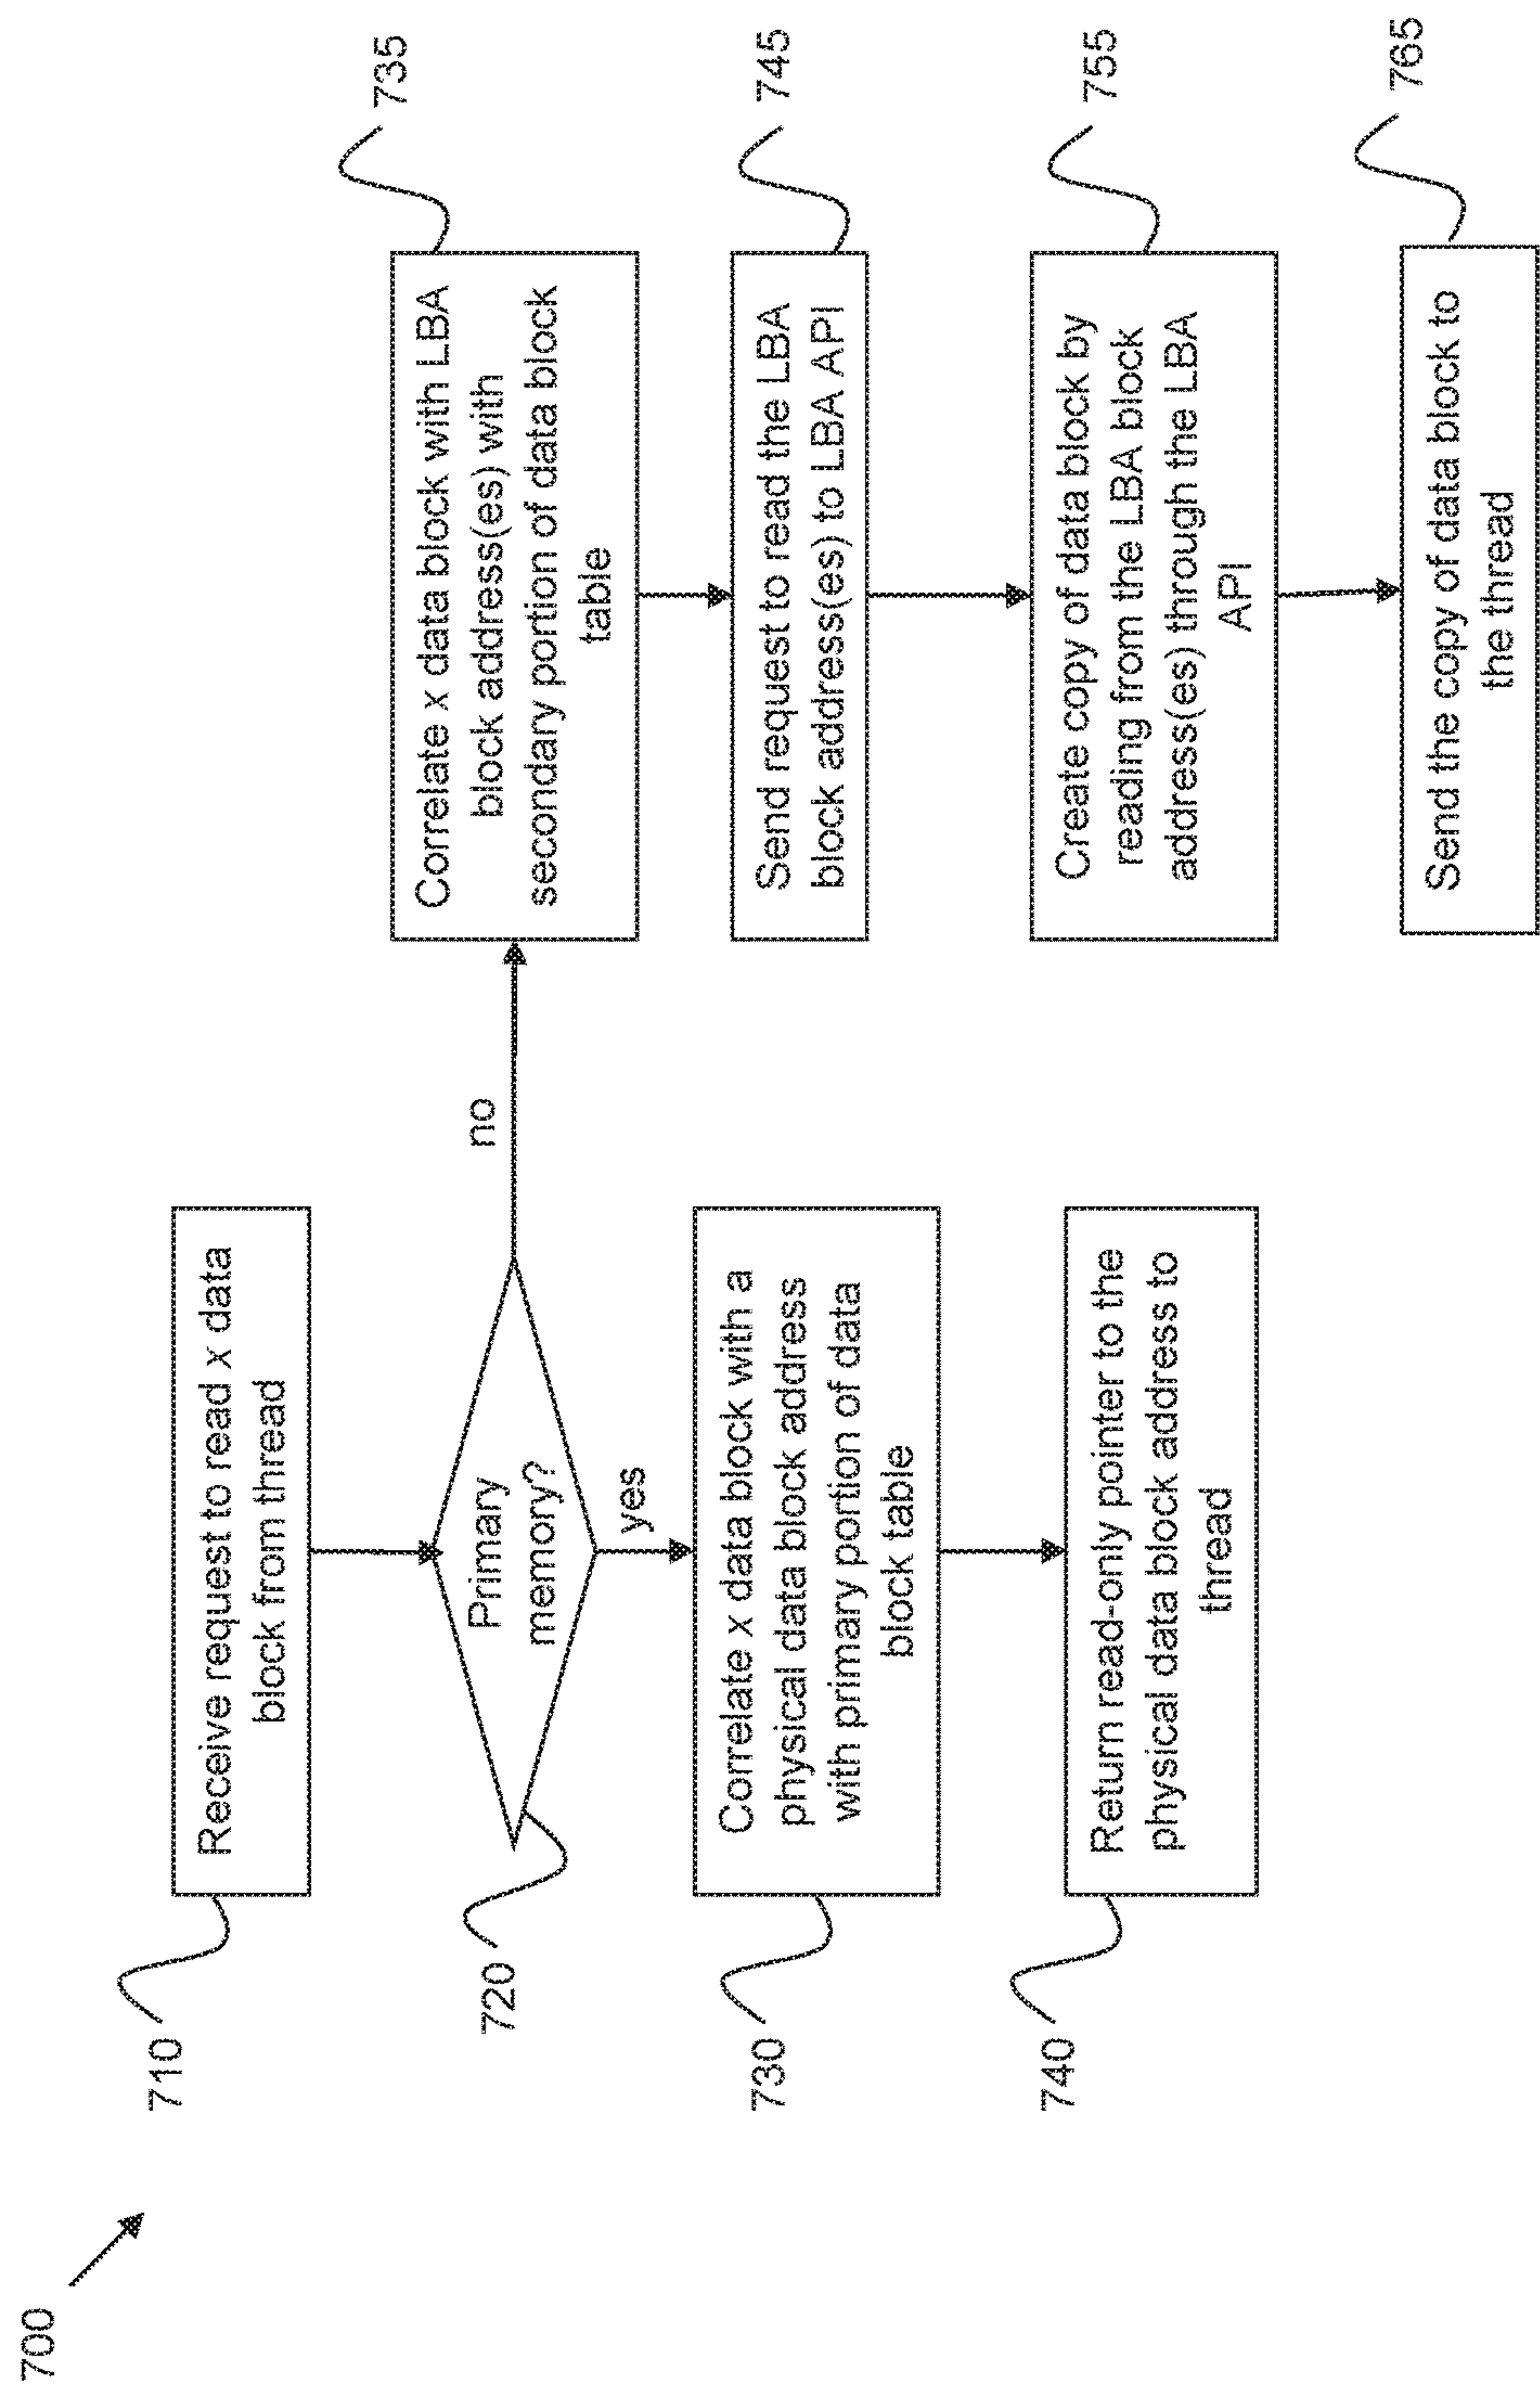 700
710
Receive request to read x data
block from thread
720
Primary
memory?
yes
no
730
Correlate x data block with a
physical data block address
with primary portion of data
block table
740
Return read-only pointer to the
physical data block address to
thread
735
Correlate x data block with LBA
block address(es) with
secondary portion of data block
table
745
Send request to read the LBA
block address(es) to LBA API
755
Create copy of data block by
reading from the LBA block
address(es) through the LBA
API
765
Send the copy of data block to
the thread